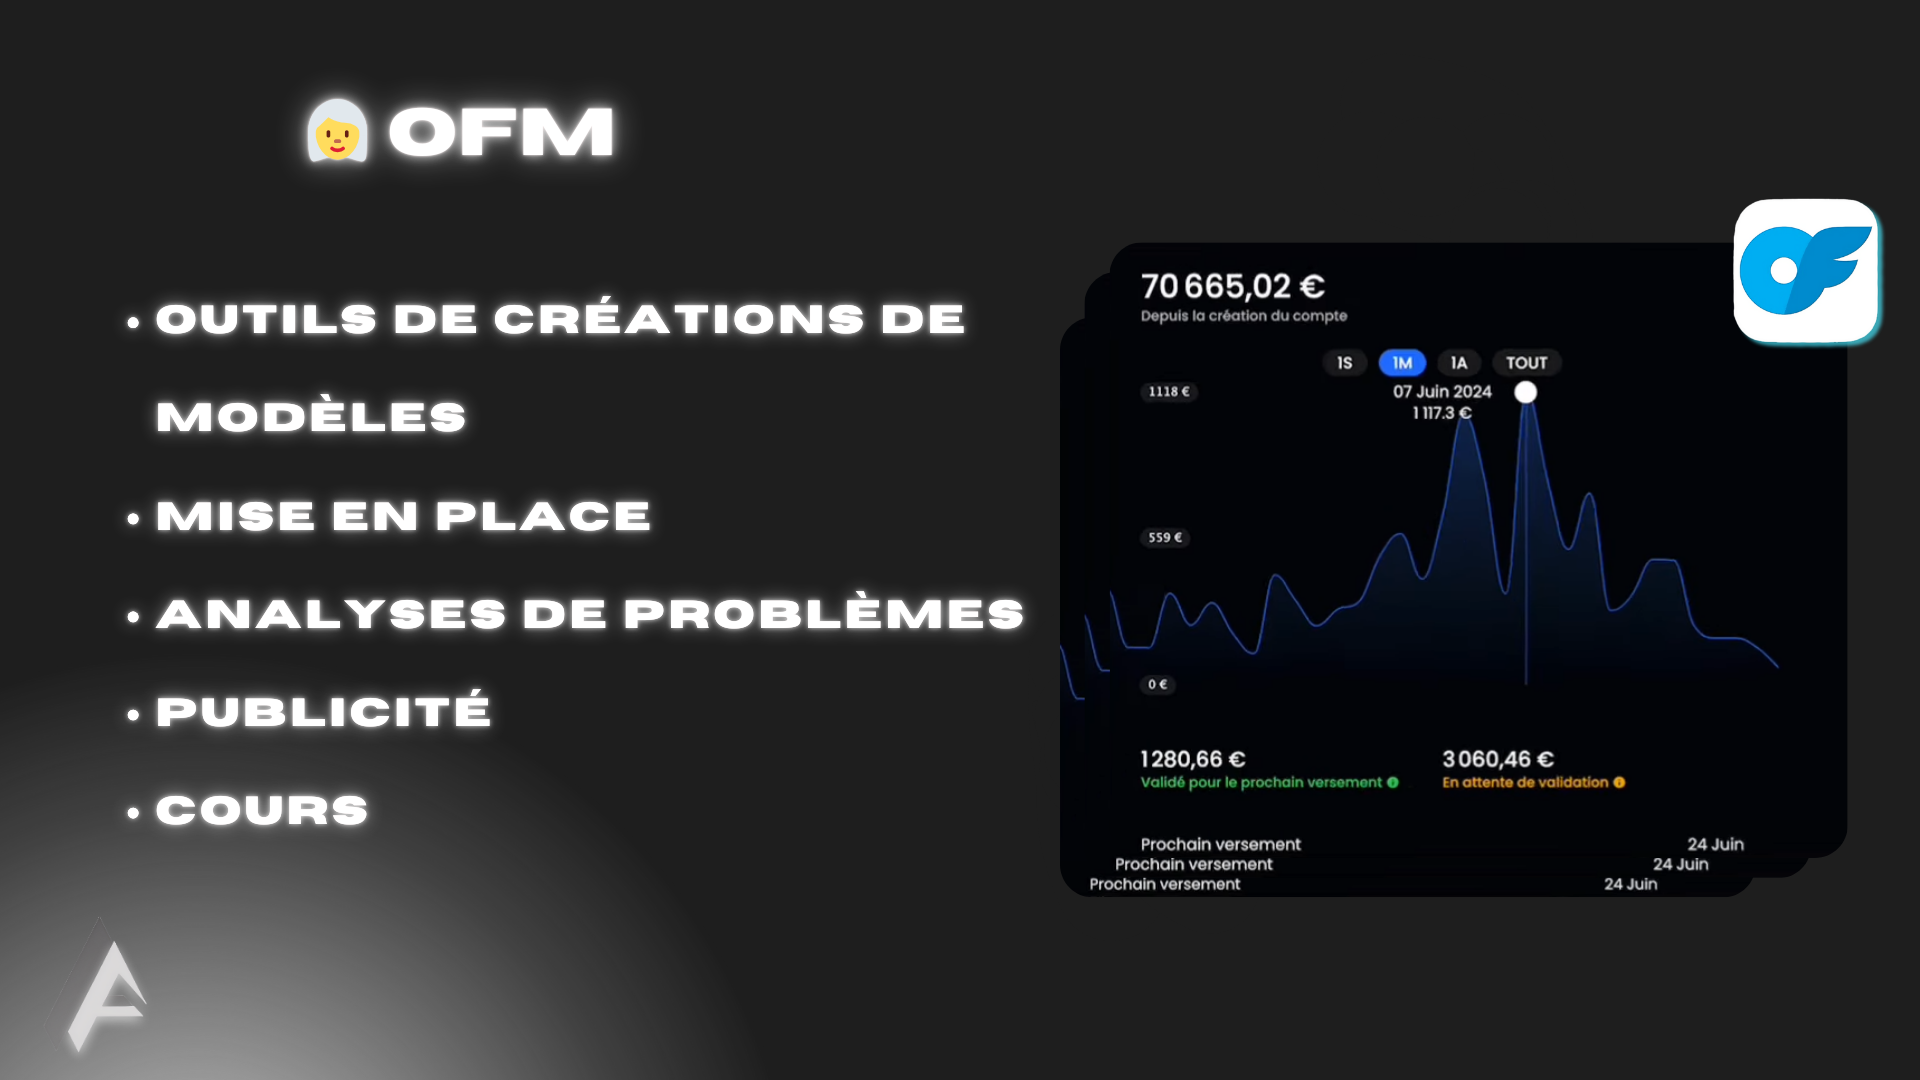 OFM
• OUTILS DE CRÉATIONS DE
MODÈLES
• MISE EN PLACE
• ANALYSES DE PROBLÈMES
• PUBLICITÉ
• COURS
OF
70 665,02 €
Depuis la création du compte
1S 1M 1A TOUT
1118 €
07 Juin 2024
1 117.3 €
559 €
0 €
1 280,66 € 3 060,46 €
Validé pour le prochain versement En attente de validation
Prochain versement 24 Juin
Prochain versement 24 Juin
Prochain versement 24 Juin